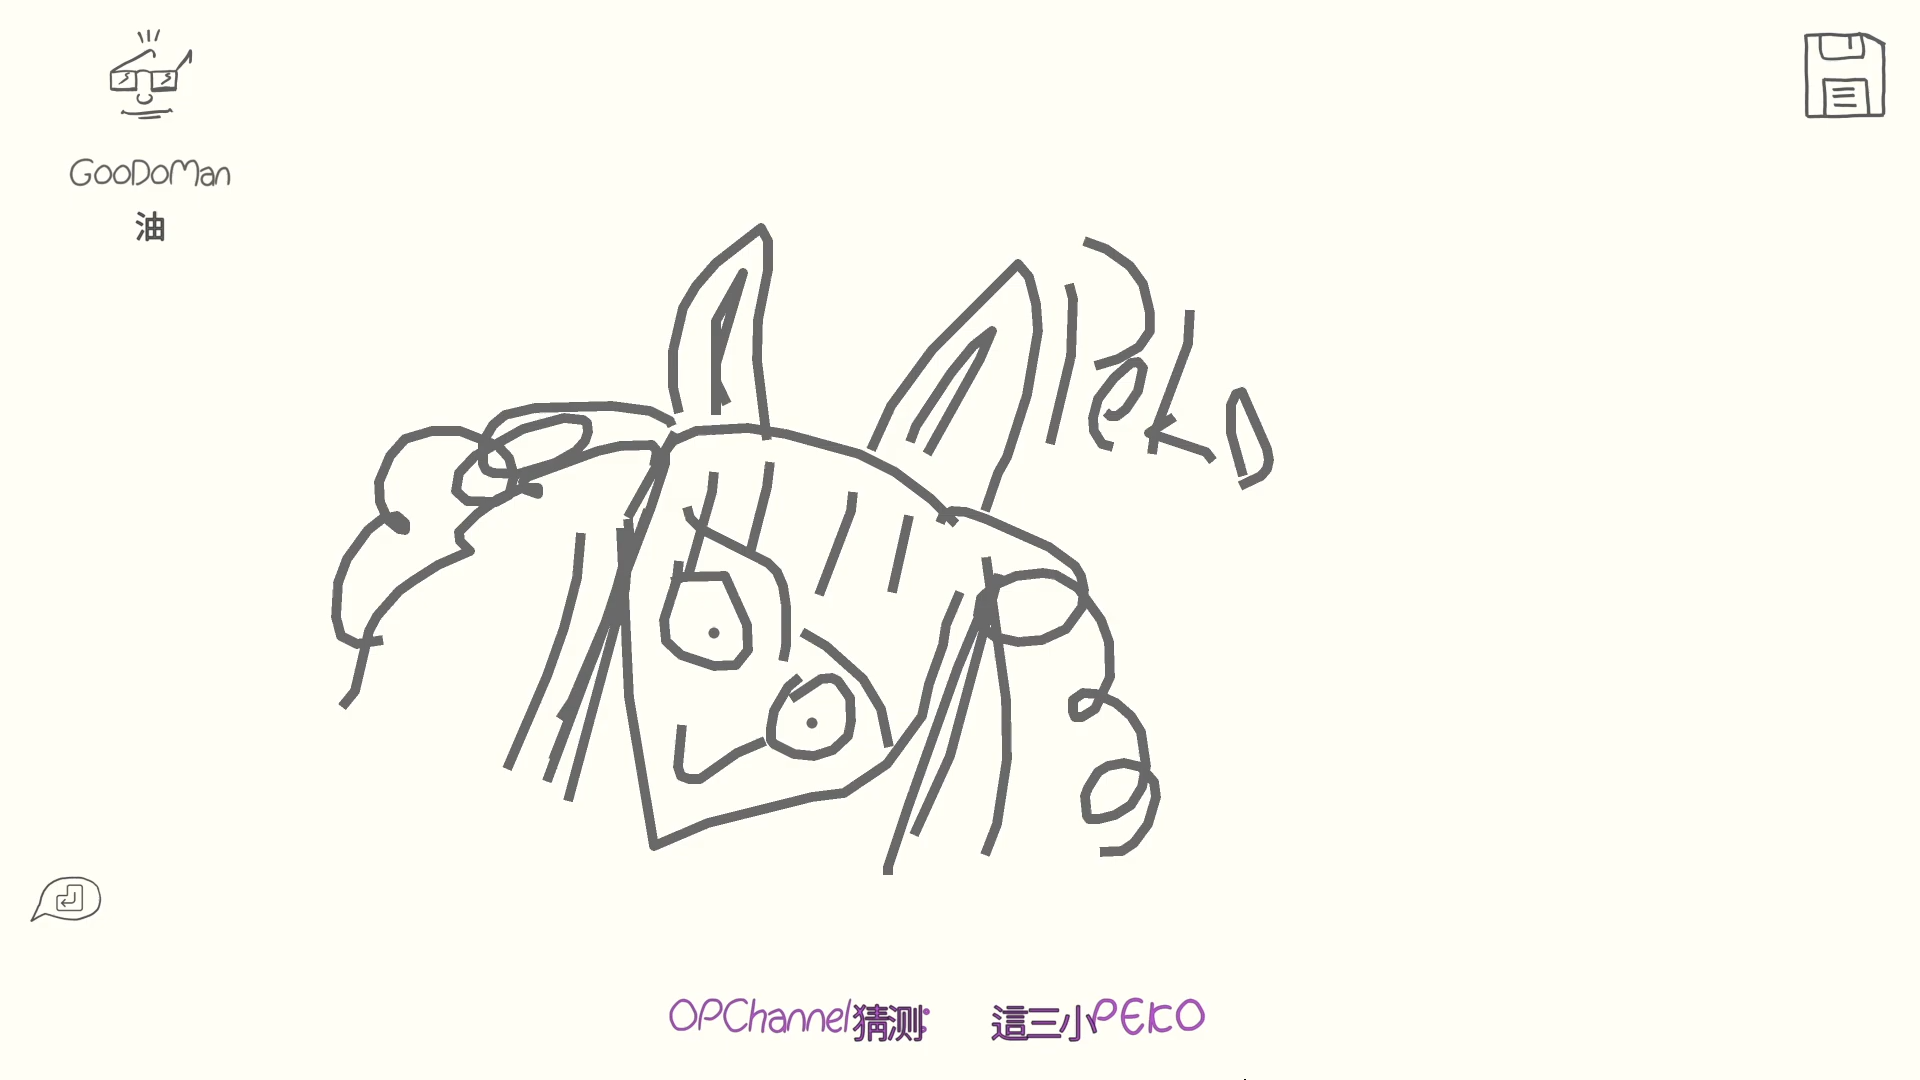 GooDoMan
油
Peko
OPChannel猜测: 這三小PEKO